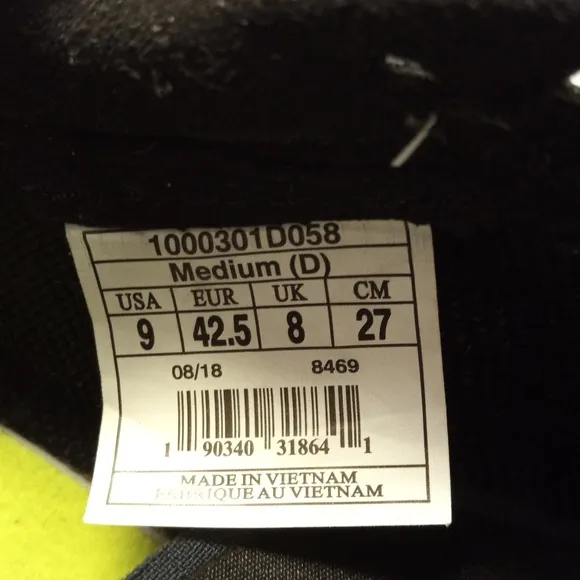 1000301D058
Medium (D)
USA EUR UK CM
9 42.5 8 27
08/18 8469
1 90340 31864 1
MADE IN VIETNAM
FABRIQUE AU VIETNAM